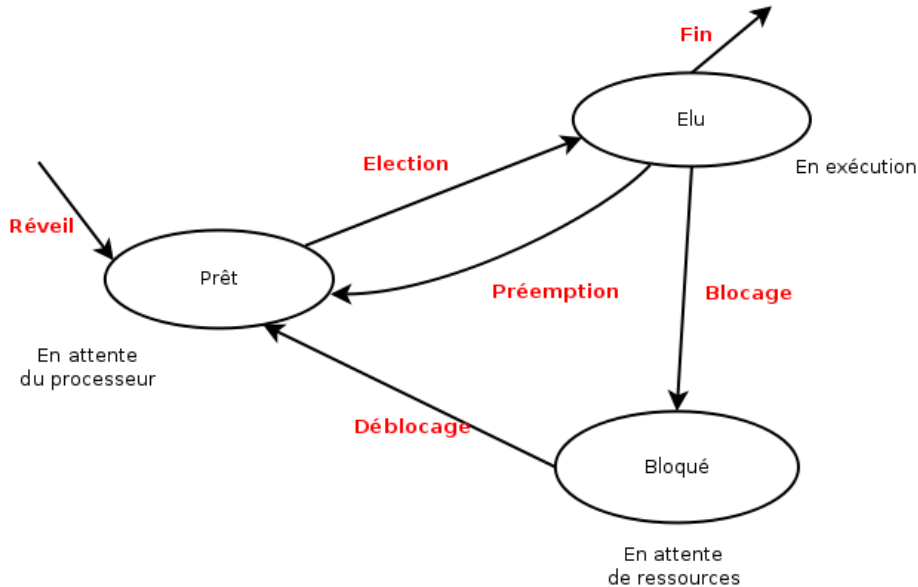 Fin
Elu
Election
En exécution
Réveil
Prêt
Préemption
Blocage
En attente
du processeur
Déblocage
Bloqué
En attente
de ressources